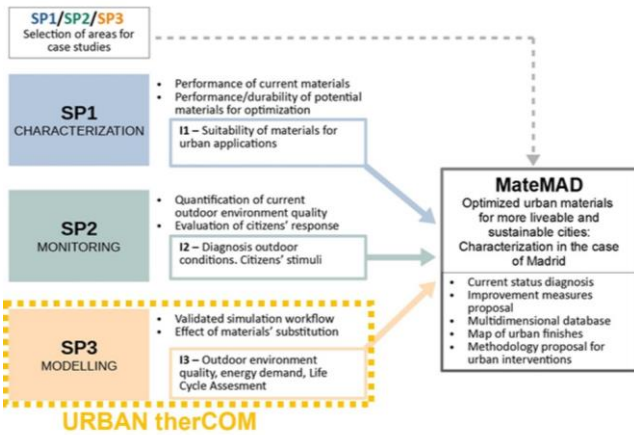 SP1/SP2/SP3
Selection of areas for
case studies
SP1
CHARACTERIZATION
• Performance of current materials
• Performance/durability of potential
materials for optimization
I1 – Suitability of materials for
urban applications
SP2
MONITORING
• Quantification of current
outdoor environment quality
• Evaluation of citizens' response
I2 – Diagnosis outdoor
conditions. Citizens' stimuli
SP3
MODELLING
• Validated simulation workflow
• Effect of materials' substitution
I3 – Outdoor environment
quality, energy demand, Life
Cycle Assesment
URBAN therCOM
MateMAD
Optimized urban materials
for more liveable and
sustainable cities:
Characterization in the case
of Madrid
• Current status diagnosis
• Improvement measures
proposal
• Multidimensional database
• Map of urban finishes
• Methodology proposal for
urban interventions